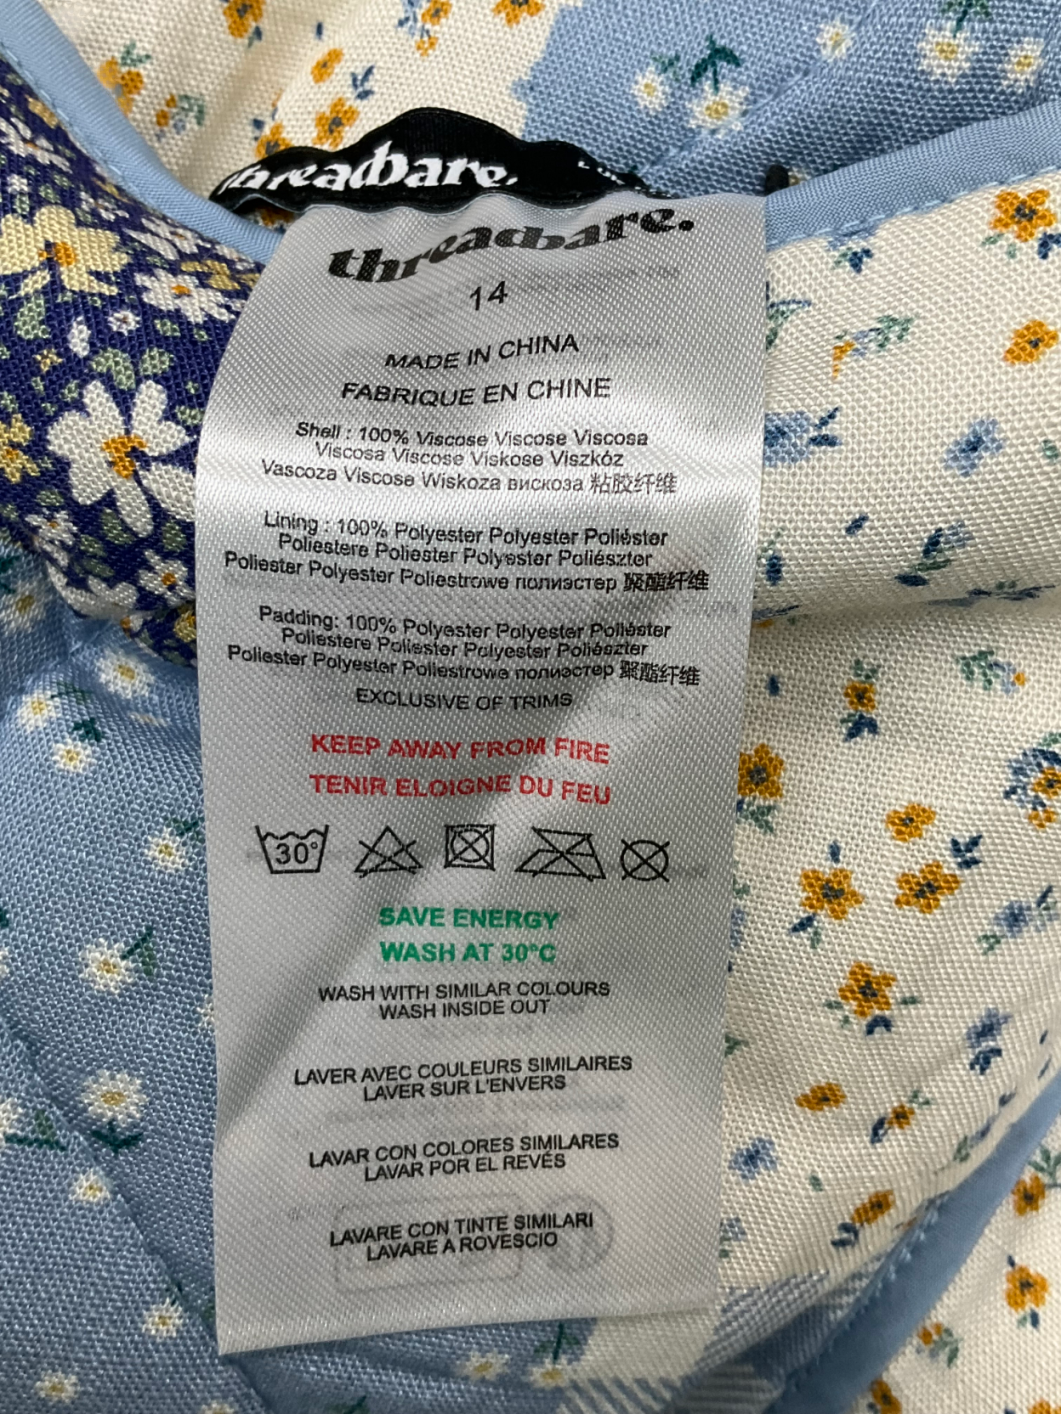 threadbare.
threadbare.
14
MADE IN CHINA
FABRIQUE EN CHINE
Shell : 100% Viscose Viscose Viscosa
Viscosa Viscose Viskose Viszkóz
Vascoza Viscose Wiskoza вискоза 粘胶纤维
Lining : 100% Polyester Polyester Poliéster
Poliestere Poliester Polyester Poliészter
Poliester Polyester Poliestrowe полиэстер 聚酯纤维
Padding: 100% Polyester Polyester Poliéster
Poliestere Poliester Polyester Poliészter
Poliester Polyester Poliestrowe полиэстер 聚酯纤维
EXCLUSIVE OF TRIMS
KEEP AWAY FROM FIRE
TENIR ELOIGNE DU FEU
30°
SAVE ENERGY
WASH AT 30°C
WASH WITH SIMILAR COLOURS
WASH INSIDE OUT
LAVER AVEC COULEURS SIMILAIRES
LAVER SUR L'ENVERS
LAVAR CON COLORES SIMILARES
LAVAR POR EL REVÉS
LAVARE CON TINTE SIMILARI
LAVARE A ROVESCIO